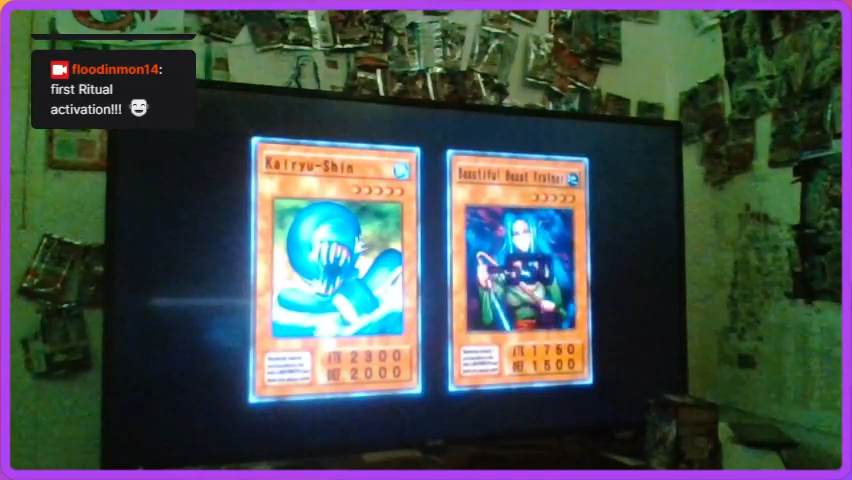 floodinmon14:
first Ritual
activation!!!
Kairyu-Shin
ATK 2300
DEF 2000
Beautiful Beast Trainer
ATK 1750
DEF 1500